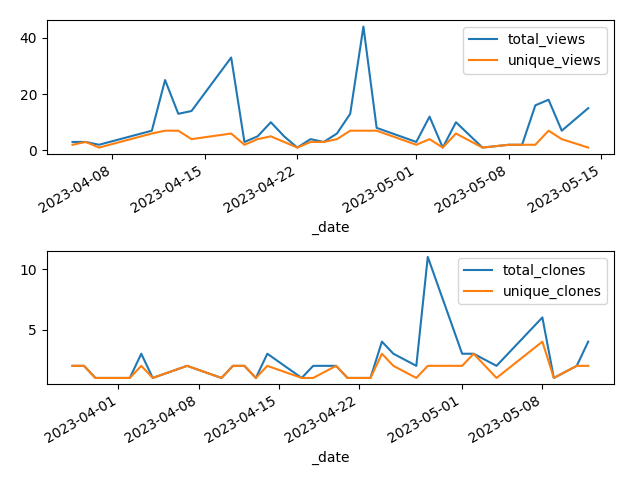 total_views
unique_views
40
20
0
2023-04-08
2023-04-15
2023-04-22
2023-05-01
2023-05-08
2023-05-15
_date
total_clones
unique_clones
10
5
2023-04-01
2023-04-08
2023-04-15
2023-04-22
2023-05-01
2023-05-08
_date